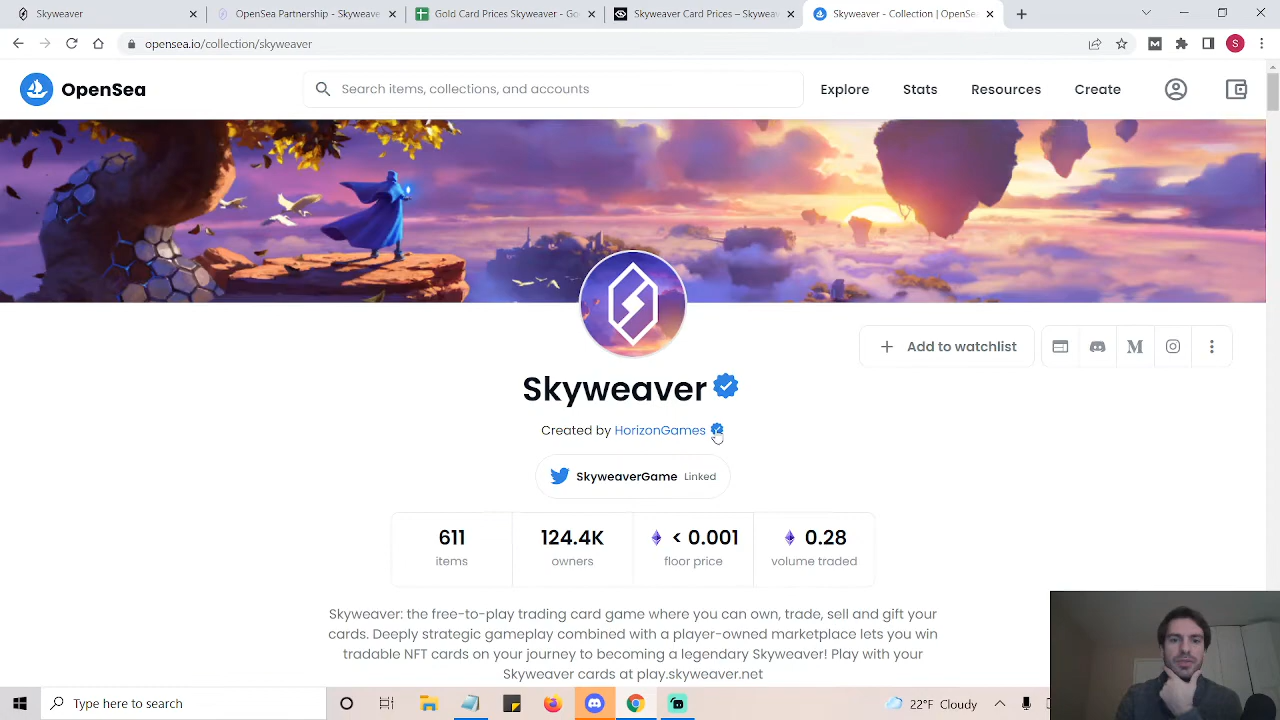 Skyweaver
OpenSea Partnership - Skyweaver
Gold Card Prices Skyweaver - Go
Skyweaver Card Prices – Skyweav
Skyweaver - Collection | OpenSe
opensea.io/collection/skyweaver
M
S
OpenSea
Search items, collections, and accounts
Explore
Stats
Resources
Create
Add to watchlist
Skyweaver
Created by HorizonGames
SkyweaverGame Linked
611
items
124.4K
owners
< 0.001
floor price
0.28
volume traded
Skyweaver: the free-to-play trading card game where you can own, trade, sell and gift your
cards. Deeply strategic gameplay combined with a player-owned marketplace lets you win
tradable NFT cards on your journey to becoming a legendary Skyweaver! Play with your
Skyweaver cards at play.skyweaver.net
Type here to search
22°F Cloudy